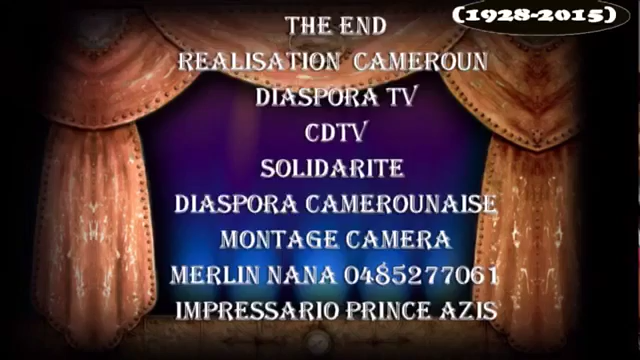 (1928-2015)
THE END
REALISATION CAMEROUN
DIASPORA TV
CDTV
SOLIDARITE
DIASPORA CAMEROUNAISE
MONTAGE CAMERA
MERLIN NANA 0485277061
IMPRESSARIO PRINCE AZIS